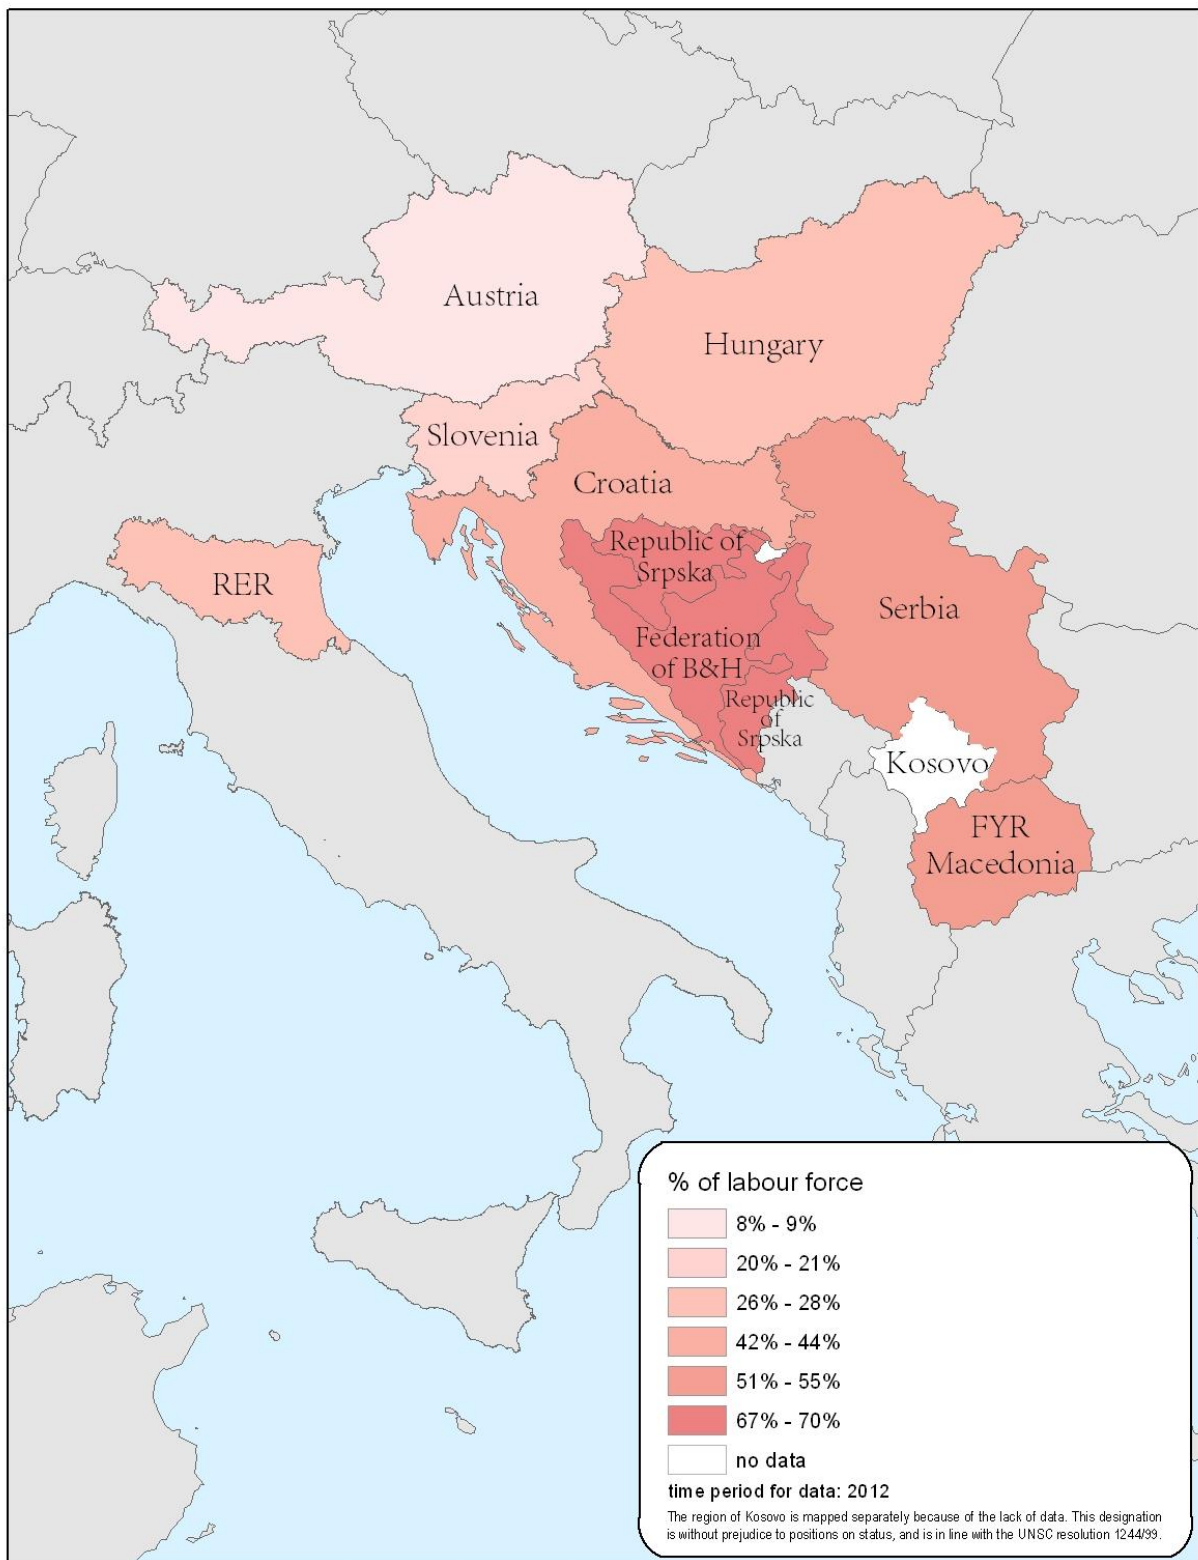 Austria
Hungary
Slovenia
Croatia
Republic of
Srpska
RER
Serbia
Federation
of B&H
Republic
of
Srpska
Kosovo
FYR
Macedonia
% of labour force
8% - 9%
20% - 21%
26% - 28%
42% - 44%
51% - 55%
67% - 70%
no data
time period for data: 2012
The region of Kosovo is mapped separately because of the lack of data. This designation
is without prejudice to positions on status, and is in line with the UNSC resolution 1244/99.